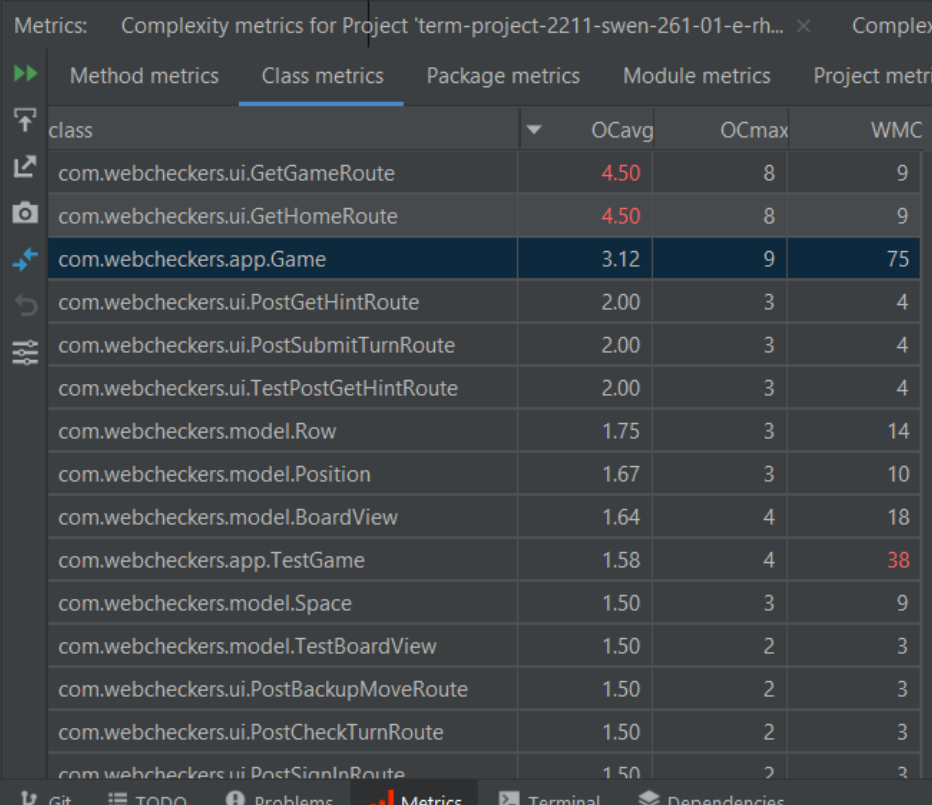 Metrics: Complexity metrics for Project 'term-project-2211-swen-261-01-e-rh... Complex
Method metrics Class metrics Package metrics Module metrics Project metri
class OCavg OCmax WMC
com.webcheckers.ui.GetGameRoute 4.50 8 9
com.webcheckers.ui.GetHomeRoute 4.50 8 9
com.webcheckers.app.Game 3.12 9 75
com.webcheckers.ui.PostGetHintRoute 2.00 3 4
com.webcheckers.ui.PostSubmitTurnRoute 2.00 3 4
com.webcheckers.ui.TestPostGetHintRoute 2.00 3 4
com.webcheckers.model.Row 1.75 3 14
com.webcheckers.model.Position 1.67 3 10
com.webcheckers.model.BoardView 1.64 4 18
com.webcheckers.app.TestGame 1.58 4 38
com.webcheckers.model.Space 1.50 3 9
com.webcheckers.model.TestBoardView 1.50 2 3
com.webcheckers.ui.PostBackupMoveRoute 1.50 2 3
com.webcheckers.ui.PostCheckTurnRoute 1.50 2 3
com.webcheckers.ui.PostSignInRoute 1.50 2 3
Git TODO Problems Metrics Terminal Dependencies